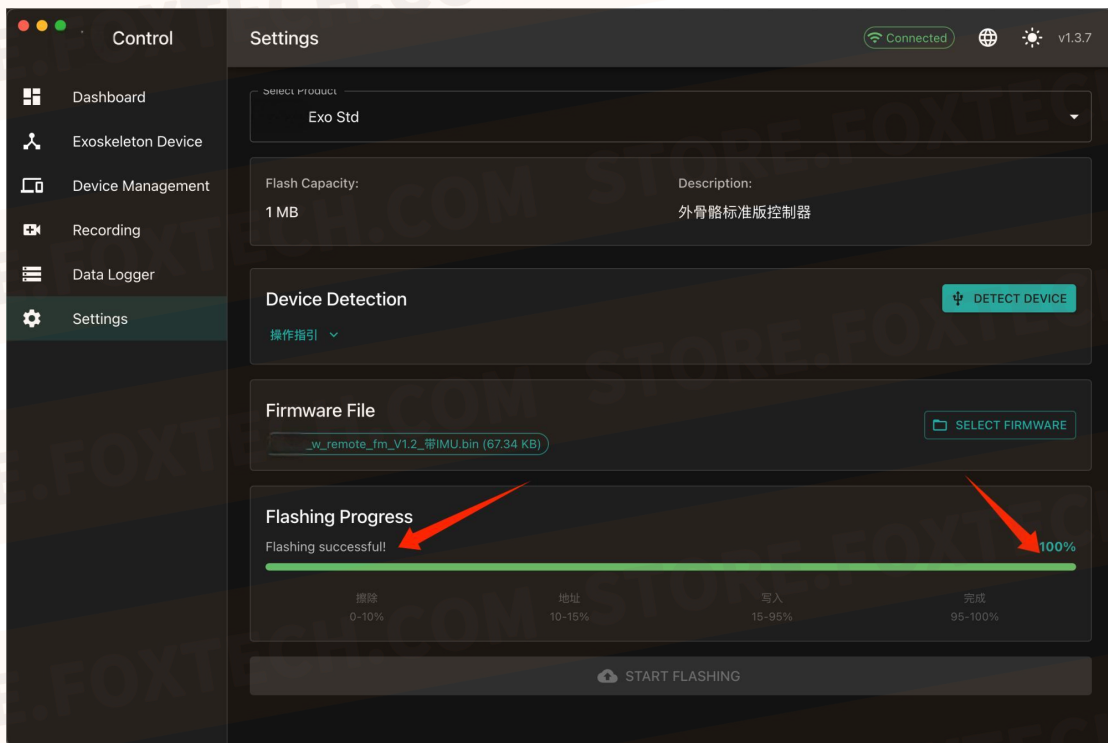 Control
Settings
Connected
v1.3.7
Dashboard
Exoskeleton Device
Device Management
Recording
Data Logger
Settings
Select Product
Exo Std
Flash Capacity:
Description:
1 MB
外骨骼标准版控制器
Device Detection
DETECT DEVICE
操作指引
Firmware File
SELECT FIRMWARE
_w_remote_fm_V1.2_带IMU.bin (67.34 KB)
Flashing Progress
Flashing successful!
100%
擦除
地址
写入
完成
0-10%
10-15%
15-95%
95-100%
START FLASHING
STORE.FOXTECH.COM